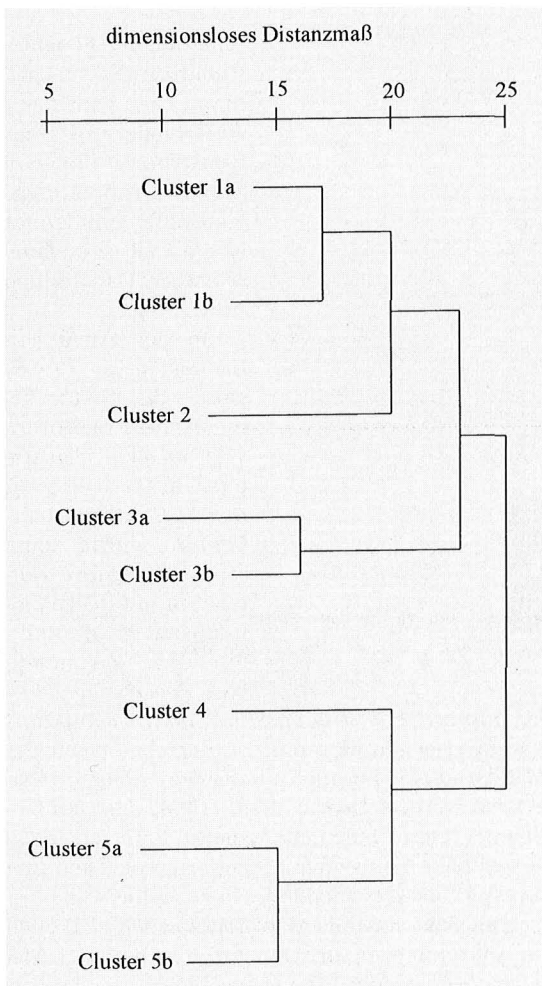 dimensionsloses Distanzmaß
5 10 15 20 25
Cluster 1a
Cluster 1b
Cluster 2
Cluster 3a
Cluster 3b
Cluster 4
Cluster 5a
Cluster 5b